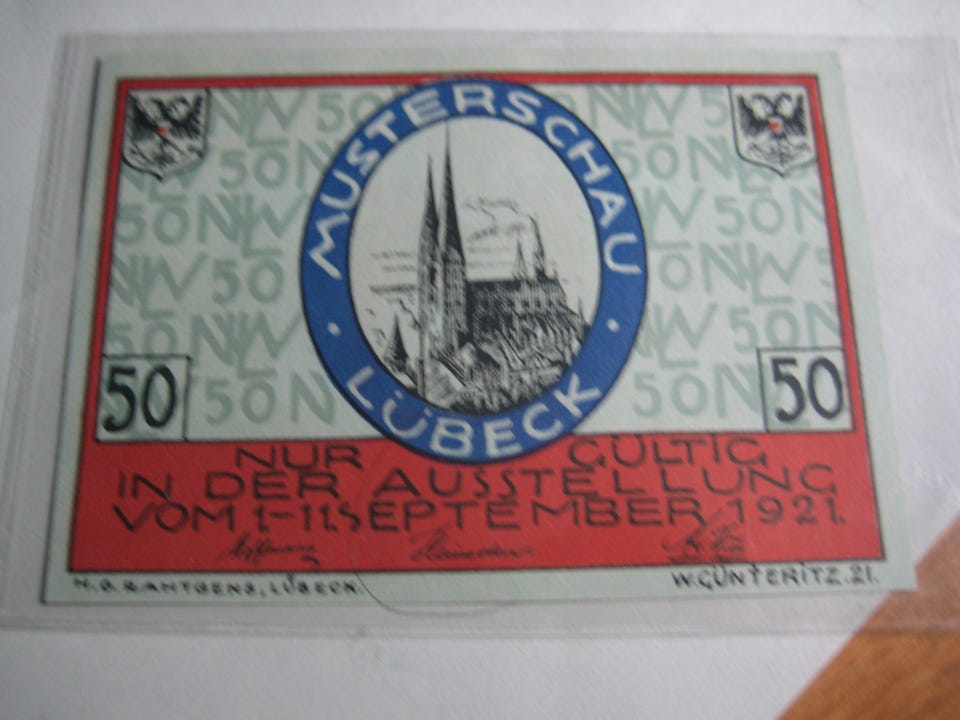 MUSTERSCHAU
· LÜBECK ·
50
50
NUR GÜLTIG
IN DER AUSSTELLUNG
VOM 1.-11.SEPTEMBER 1921.
H.G.RAHTGENS, LÜBECK.
W.GÜNTERITZ.21.